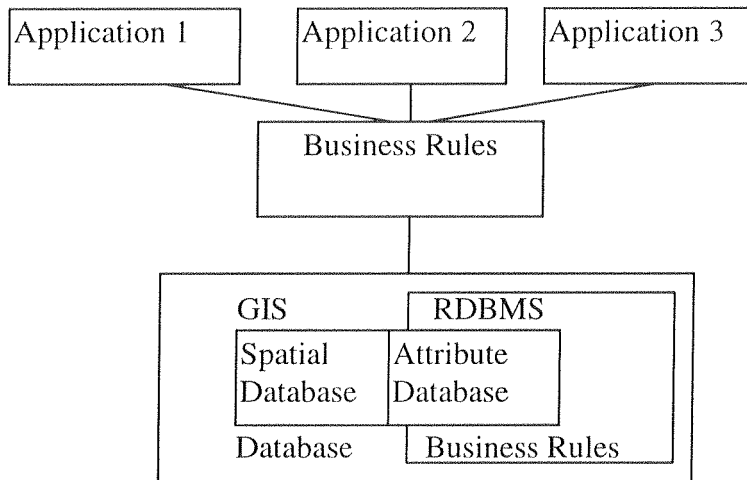 Application 1
Application 2
Application 3
Business Rules
GIS
RDBMS
Spatial
Database
Attribute
Database
Database
Business Rules